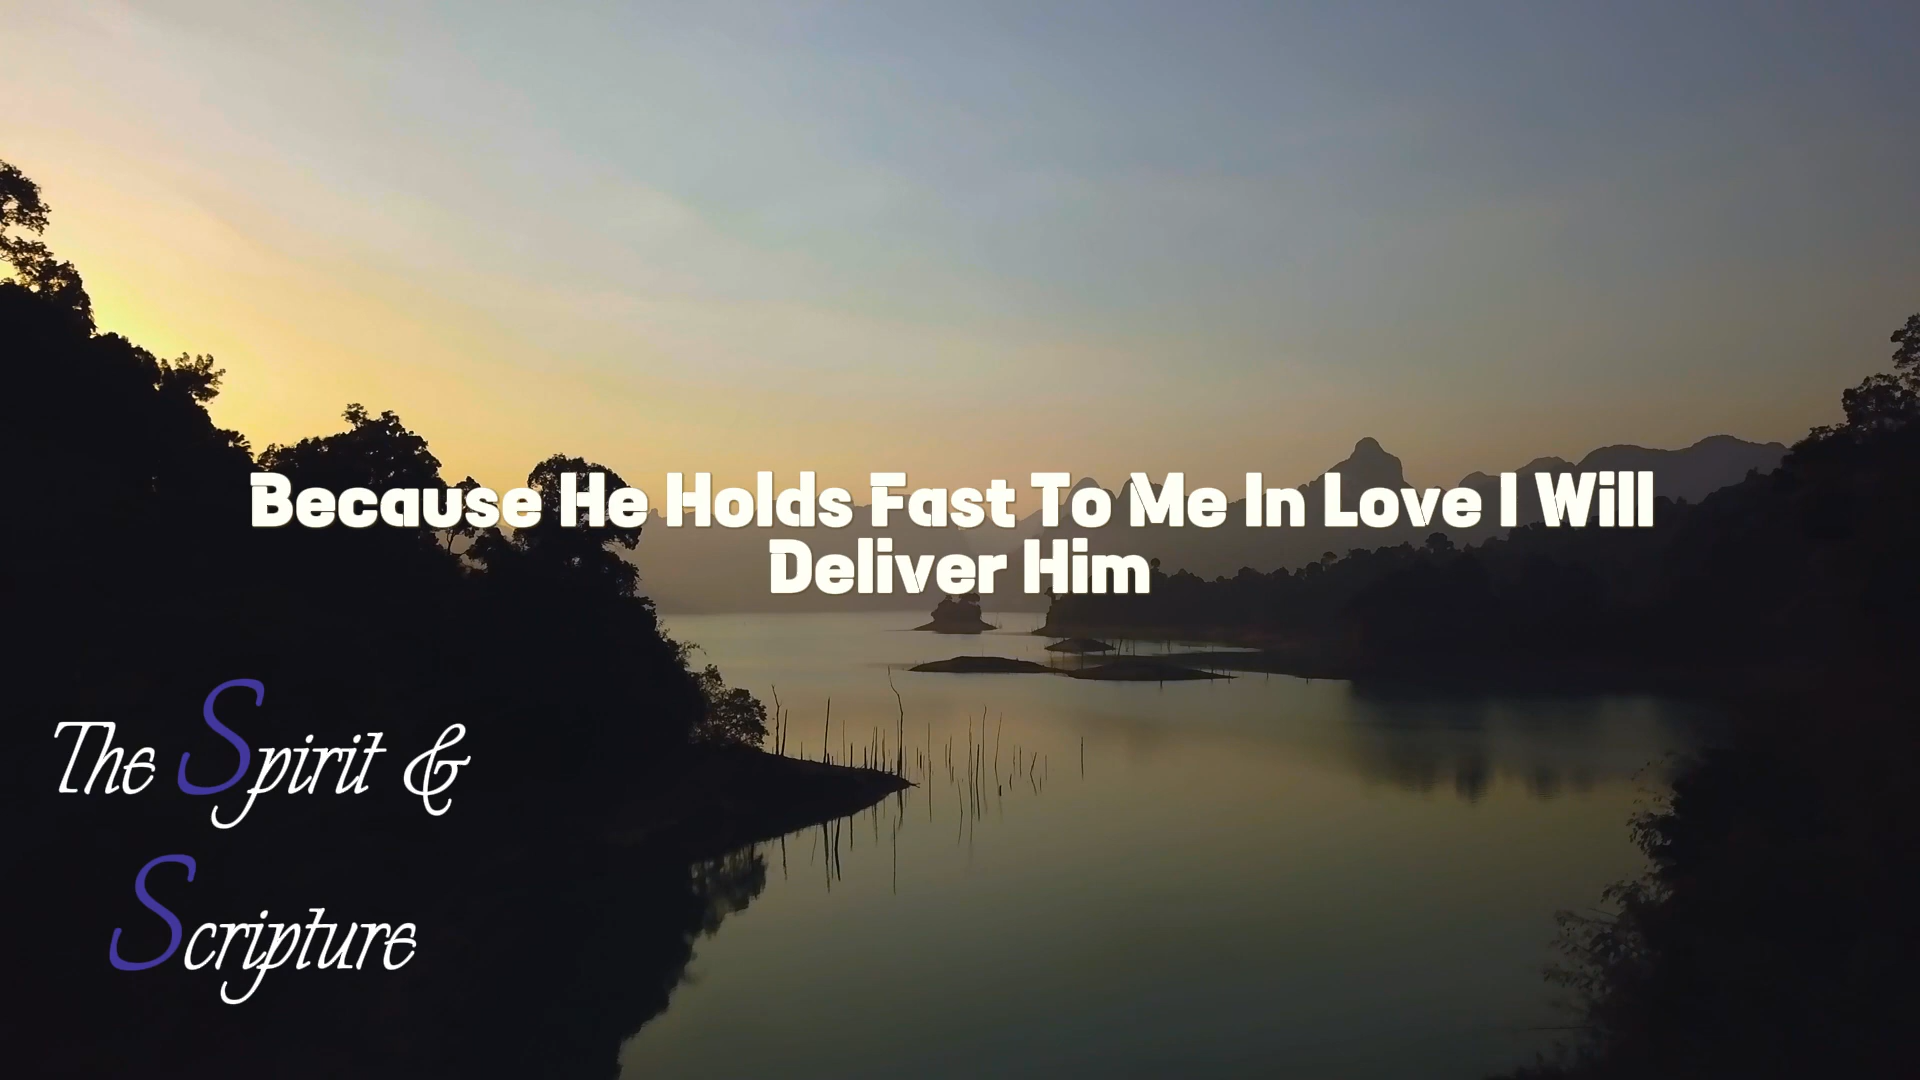 Because He Holds Fast To Me In Love I Will
Deliver Him
The Spirit &
Scripture